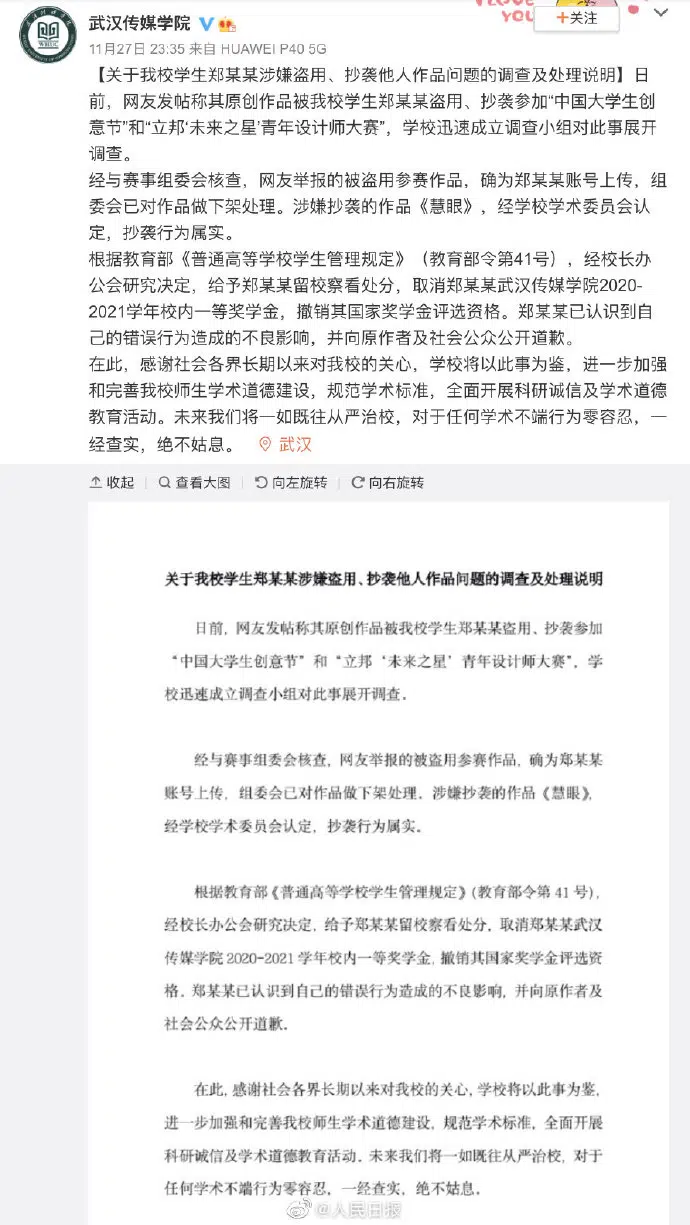 LOVE
YOU
武汉传媒学院
+关注
11月27日 23:35 来自 HUAWEI P40 5G
【关于我校学生郑某某涉嫌盗用、抄袭他人作品问题的调查及处理说明】日
前，网友发帖称其原创作品被我校学生郑某某盗用、抄袭参加“中国大学生创
意节”和“立邦‘未来之星’青年设计师大赛”，学校迅速成立调查小组对此事展开
调查。
经与赛事组委会核查，网友举报的被盗用参赛作品，确为郑某某账号上传，组
委会已对作品做下架处理。涉嫌抄袭的作品《慧眼》，经学校学术委员会认
定，抄袭行为属实。
根据教育部《普通高等学校学生管理规定》（教育部令第41号），经校长办
公会研究决定，给予郑某某留校察看处分，取消郑某某武汉传媒学院2020-
2021学年校内一等奖学金，撤销其国家奖学金评选资格。郑某某已认识到自
己的错误行为造成的不良影响，并向原作者及社会公众公开道歉。
在此，感谢社会各界长期以来对我校的关心，学校将以此事为鉴，进一步加强
和完善我校师生学术道德建设，规范学术标准，全面开展科研诚信及学术道德
教育活动。未来我们将一如既往从严治校，对于任何学术不端行为零容忍，一
经查实，绝不姑息。 武汉
收起 查看大图 向左旋转 向右旋转
关于我校学生郑某某涉嫌盗用、抄袭他人作品问题的调查及处理说明
日前，网友发帖称其原创作品被我校学生郑某某盗用、抄袭参加
“中国大学生创意节”和“立邦‘未来之星’青年设计师大赛”，学
校迅速成立调查小组对此事展开调查。
经与赛事组委会核查，网友举报的被盗用参赛作品，确为郑某某
账号上传，组委会已对作品做下架处理。涉嫌抄袭的作品《慧眼》，
经学校学术委员会认定，抄袭行为属实。
根据教育部《普通高等学校学生管理规定》（教育部令第 41 号），
经校长办公会研究决定，给予郑某某留校察看处分，取消郑某某武汉
传媒学院 2020-2021 学年校内一等奖学金，撤销其国家奖学金评选资
格。郑某某已认识到自己的错误行为造成的不良影响，并向原作者及
社会公众公开道歉。
在此，感谢社会各界长期以来对我校的关心，学校将以此事为鉴，
进一步加强和完善我校师生学术道德建设，规范学术标准，全面开展
科研诚信及学术道德教育活动。未来我们将一如既往从严治校，对于
任何学术不端行为零容忍，一经查实，绝不姑息。
@人民日报